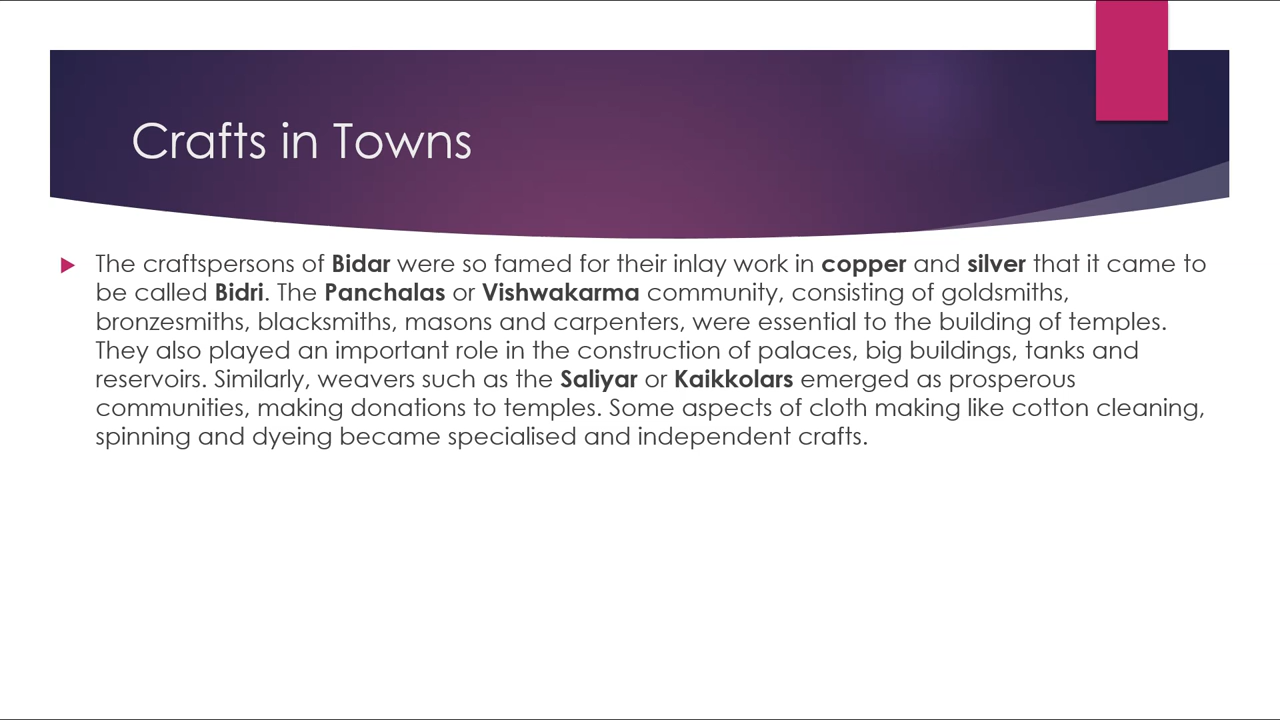 Crafts in Towns
The craftspersons of Bidar were so famed for their inlay work in copper and silver that it came to
be called Bidri. The Panchalas or Vishwakarma community, consisting of goldsmiths,
bronzesmiths, blacksmiths, masons and carpenters, were essential to the building of temples.
They also played an important role in the construction of palaces, big buildings, tanks and
reservoirs. Similarly, weavers such as the Saliyar or Kaikkolars emerged as prosperous
communities, making donations to temples. Some aspects of cloth making like cotton cleaning,
spinning and dyeing became specialised and independent crafts.